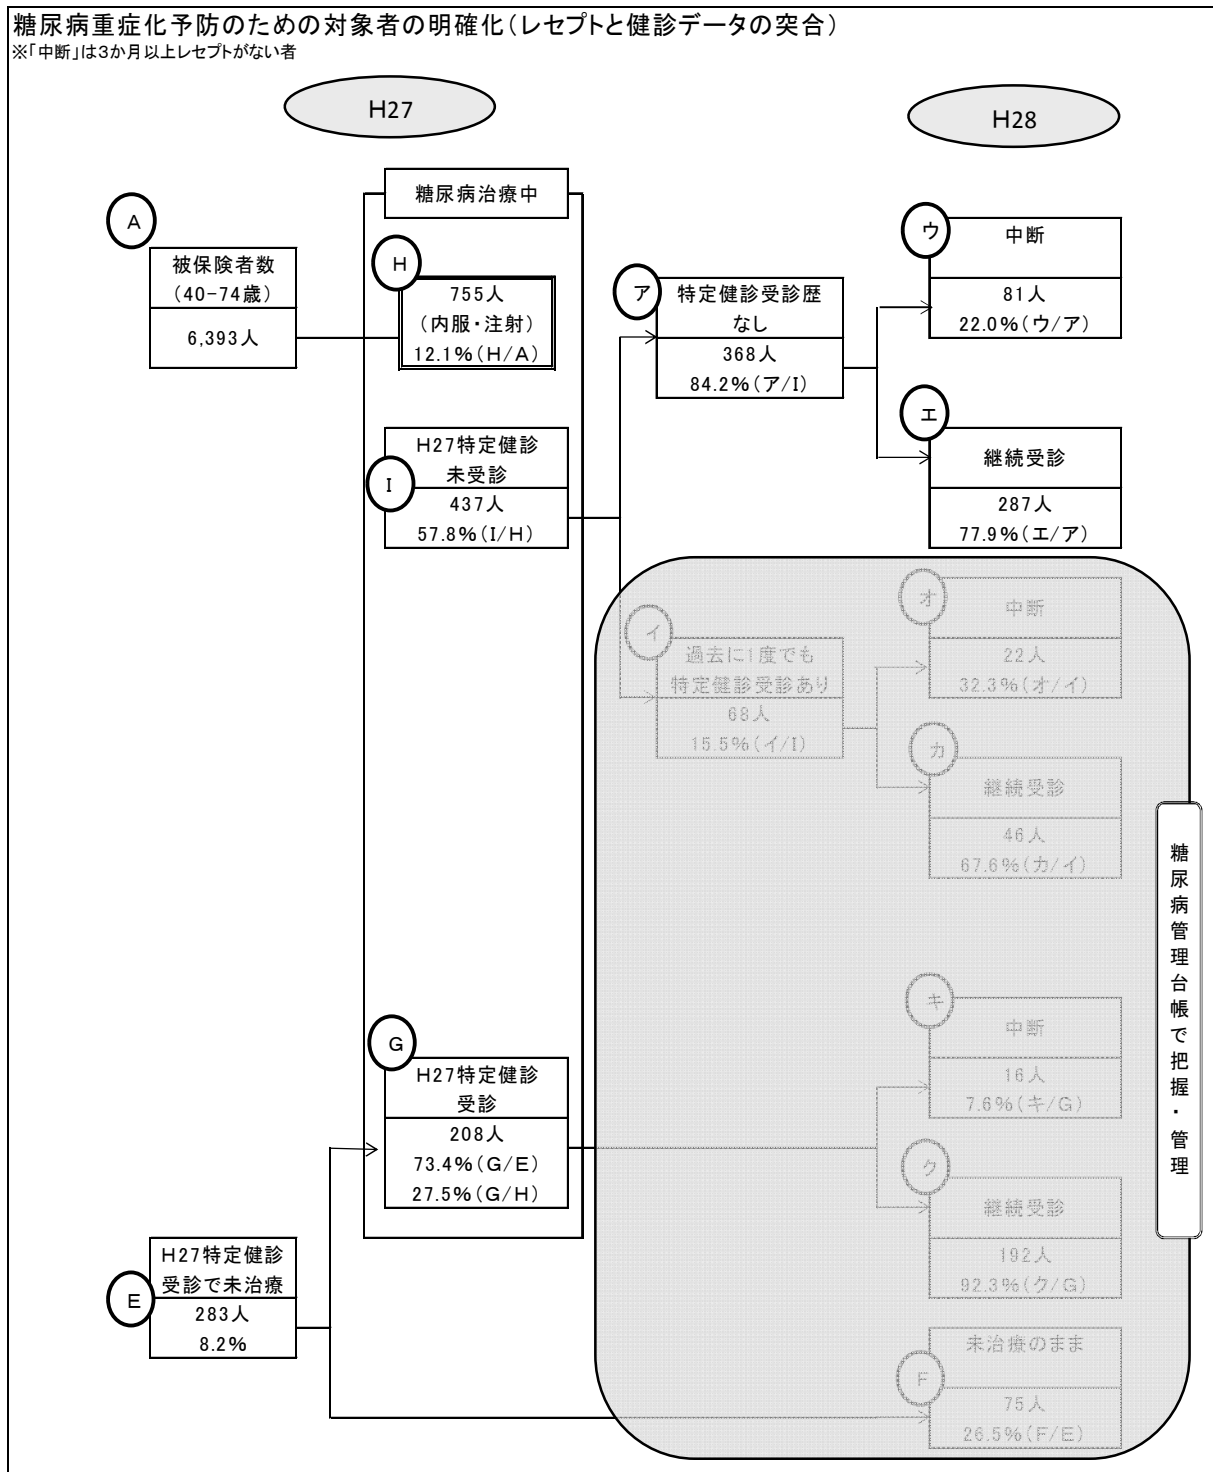 糖尿病重症化予防のための対象者の明確化(レセプトと健診データの突合)
※「中断」は3か月以上レセプトがない者
H27
H28
糖尿病治療中
A
被保険者数
(40-74歳)
6,393人
H
755人
(内服・注射)
12.1%(H/A)
ア
特定健診受診歴
なし
368人
84.2%(ア/I)
ウ
中断
81人
22.0%(ウ/ア)
エ
継続受診
287人
77.9%(エ/ア)
I
H27特定健診
未受診
437人
57.8%(I/H)
イ
過去に1度でも
特定健診受診あり
68人
15.5%(イ/I)
オ
中断
22人
32.3%(オ/イ)
カ
継続受診
46人
67.6%(カ/イ)
糖尿病管理台帳で把握・管理
G
H27特定健診
受診
208人
73.4%(G/E)
27.5%(G/H)
キ
中断
16人
7.6%(キ/G)
ク
継続受診
192人
92.3%(ク/G)
E
H27特定健診
受診で未治療
283人
8.2%
F
未治療のまま
75人
26.5%(F/E)